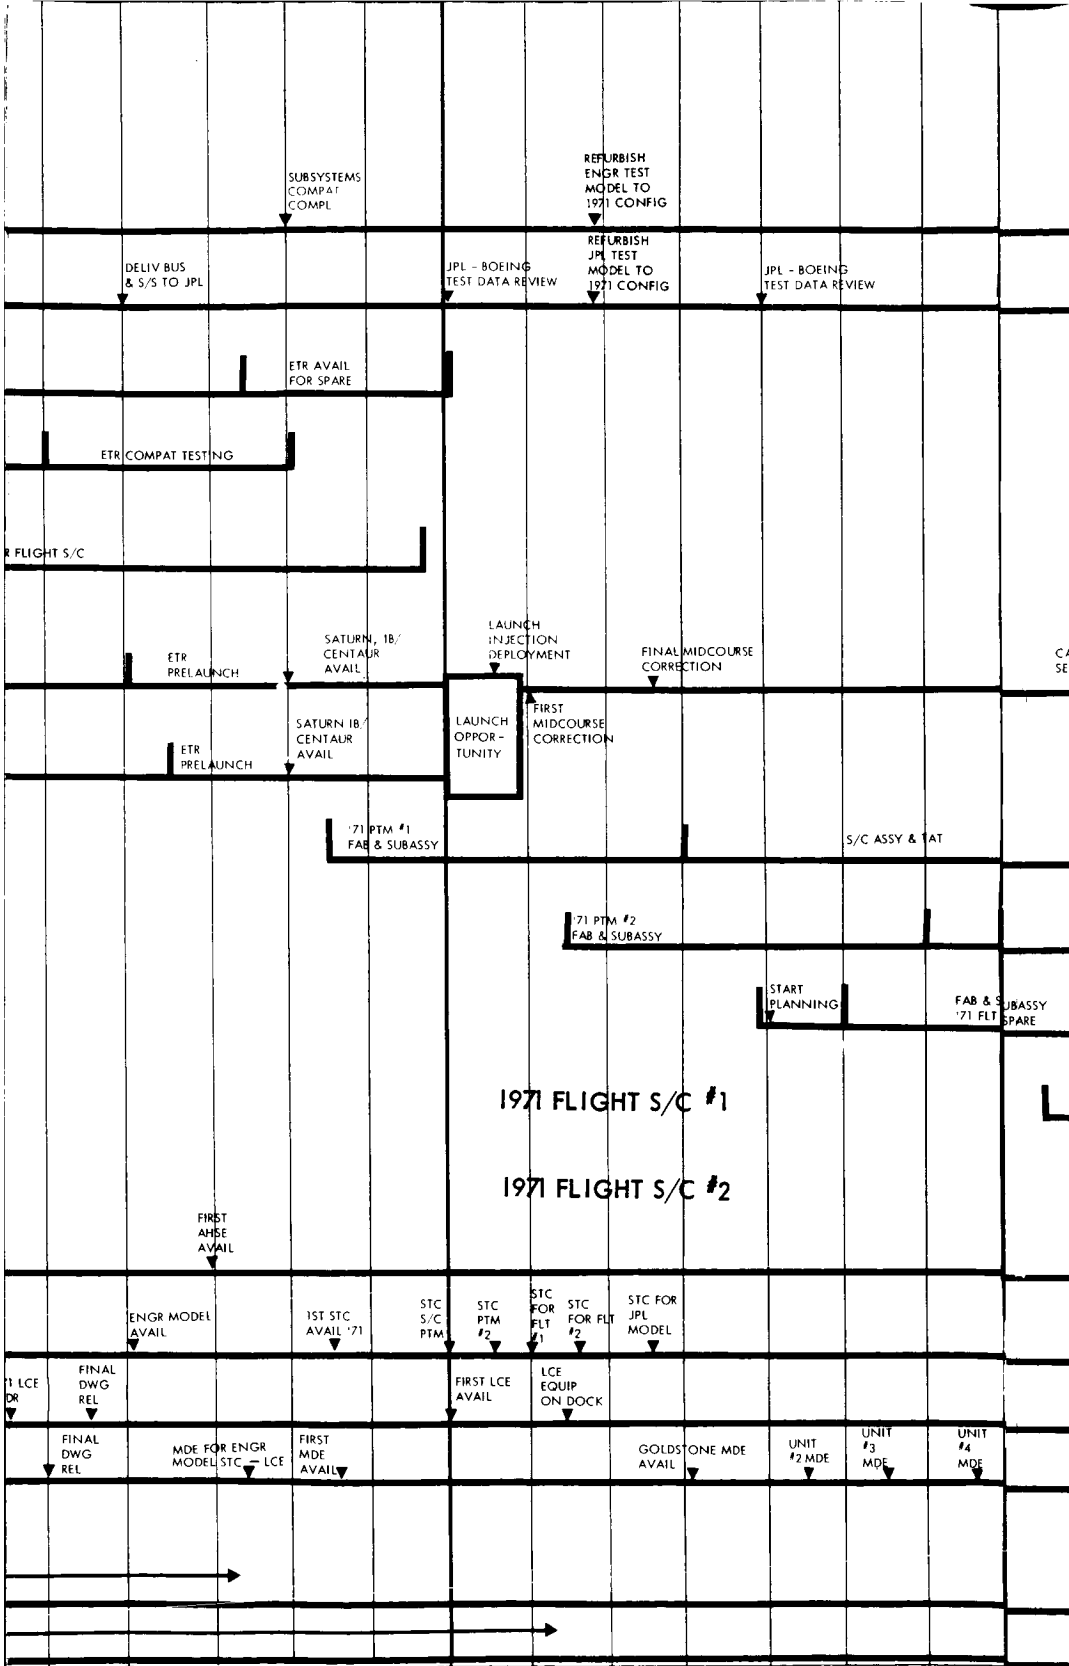 REFURBISH
ENGR TEST
MODEL TO
1971 CONFIG
SUBSYSTEMS
COMPAT
COMPL
REFURBISH
JPL TEST
MODEL TO
1971 CONFIG
DELIV BUS
& S/S TO JPL
JPL - BOEING
TEST DATA REVIEW
JPL - BOEING
TEST DATA REVIEW
ETR AVAIL
FOR SPARE
ETR COMPAT TESTING
R FLIGHT S/C
LAUNCH
INJECTION
DEPLOYMENT
SATURN, 1B/
CENTAUR
AVAIL
ETR
PRELAUNCH
FINAL MIDCOURSE
CORRECTION
CA
SE
SATURN IB/
CENTAUR
AVAIL
LAUNCH
OPPOR -
TUNITY
FIRST
MIDCOURSE
CORRECTION
ETR
PRELAUNCH
'71 PTM #1
FAB & SUBASSY
S/C ASSY & TAT
'71 PTM #2
FAB & SUBASSY
START
PLANNING
FAB & SUBASSY
'71 FLT SPARE
1971 FLIGHT S/C #1
1971 FLIGHT S/C #2
FIRST
AHSE
AVAIL
ENGR MODEL
AVAIL
1ST STC
AVAIL '71
STC
S/C
PTM
STC
PTM
#2
STC
FOR
FLT
#1
STC
FOR FLT
#2
STC FOR
JPL
MODEL
'1 LCE
DR
FINAL
DWG
REL
FIRST LCE
AVAIL
LCE
EQUIP
ON DOCK
FINAL
DWG
REL
MDE FOR ENGR
MODEL STC - LCE
FIRST
MDE
AVAIL
GOLDSTONE MDE
AVAIL
UNIT
#2 MDE
UNIT
#3
MDE
UNIT
#4
MDE